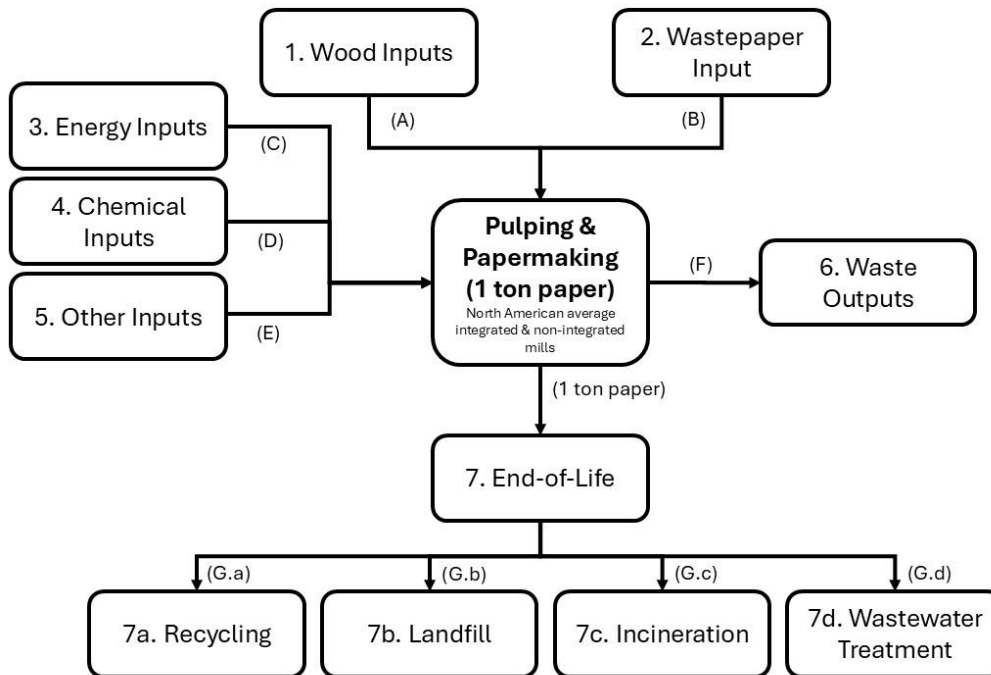 1. Wood Inputs
2. Wastepaper
Input
(A)
(B)
3. Energy Inputs
(C)
4. Chemical
Inputs
(D)
5. Other Inputs
(E)
Pulping &
Papermaking
(1 ton paper)
North American average
integrated & non-integrated
mills
(F)
6. Waste
Outputs
(1 ton paper)
7. End-of-Life
(G.a)
(G.b)
(G.c)
(G.d)
7a. Recycling
7b. Landfill
7c. Incineration
7d. Wastewater
Treatment